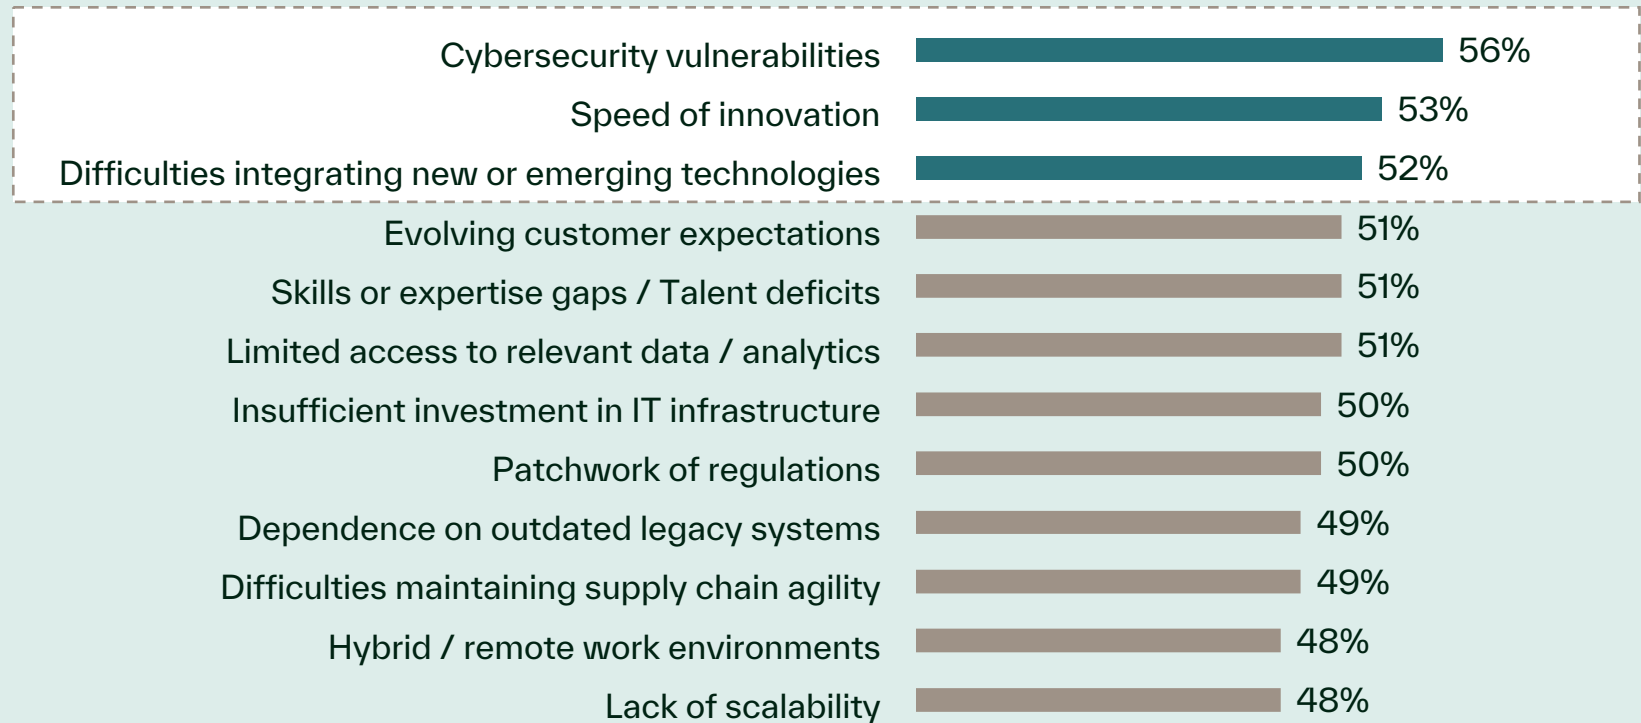 Cybersecurity vulnerabilities 56%
Speed of innovation 53%
Difficulties integrating new or emerging technologies 52%
Evolving customer expectations 51%
Skills or expertise gaps / Talent deficits 51%
Limited access to relevant data / analytics 51%
Insufficient investment in IT infrastructure 50%
Patchwork of regulations 50%
Dependence on outdated legacy systems 49%
Difficulties maintaining supply chain agility 49%
Hybrid / remote work environments 48%
Lack of scalability 48%